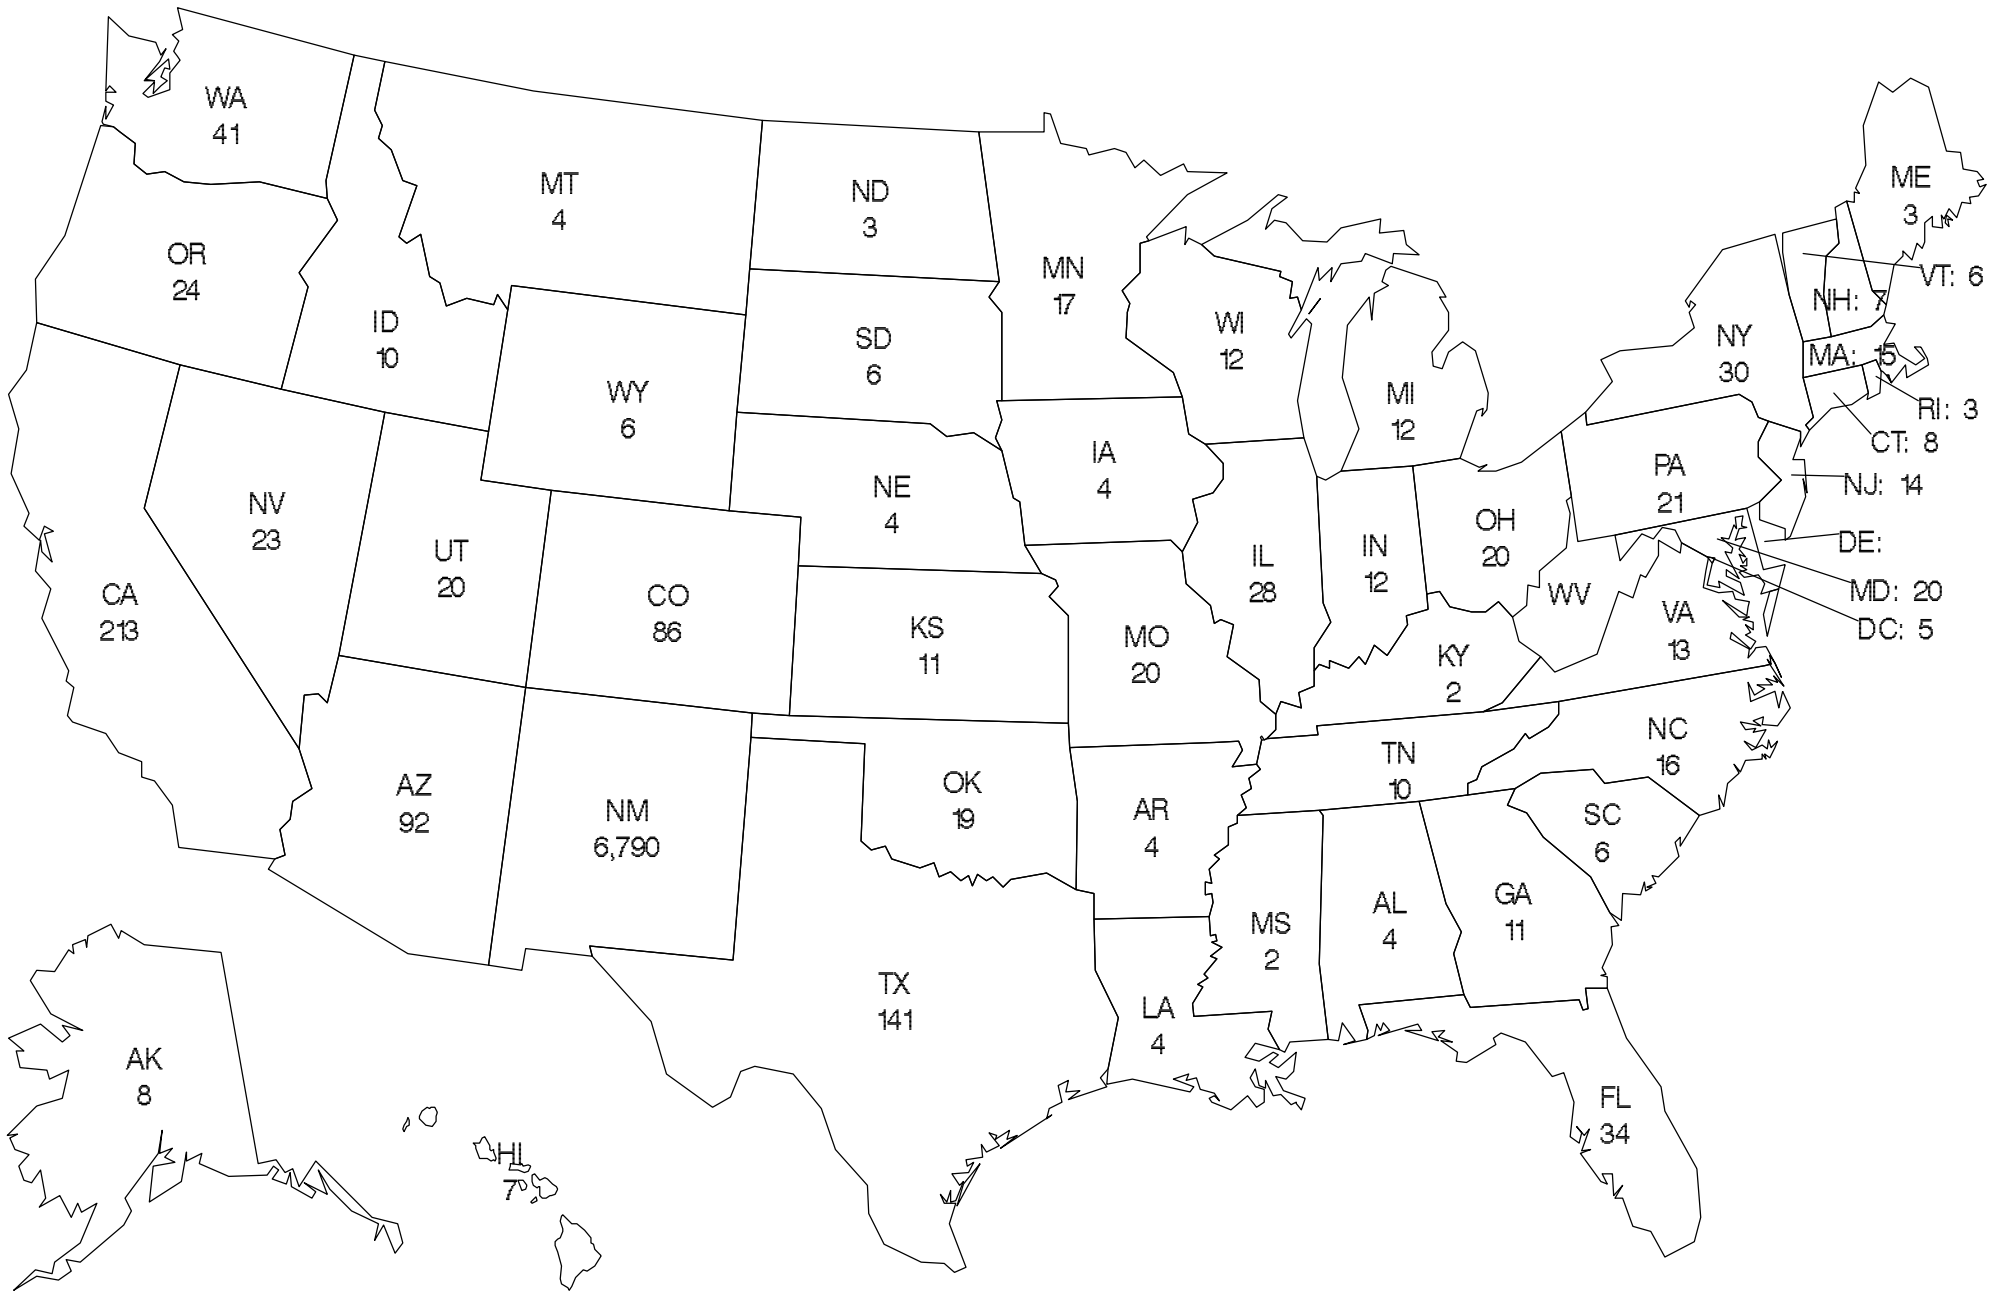 WA
41
MT
4
ND
3
ME
3
OR
24
MN
17
VT: 6
ID
10
NH: 7
SD
6
WI
12
NY
30
MA: 15
WY
6
MI
12
RI: 3
CT: 8
IA
4
PA
21
NJ: 14
NV
23
NE
4
OH
20
DE:
UT
20
IN
12
IL
28
CA
213
CO
86
WV
MD: 20
VA
13
DC: 5
KS
11
MO
20
KY
2
NC
16
TN
10
AZ
92
OK
19
NM
6,790
AR
4
SC
6
GA
11
AL
4
MS
2
TX
141
LA
4
AK
8
FL
34
HI
7